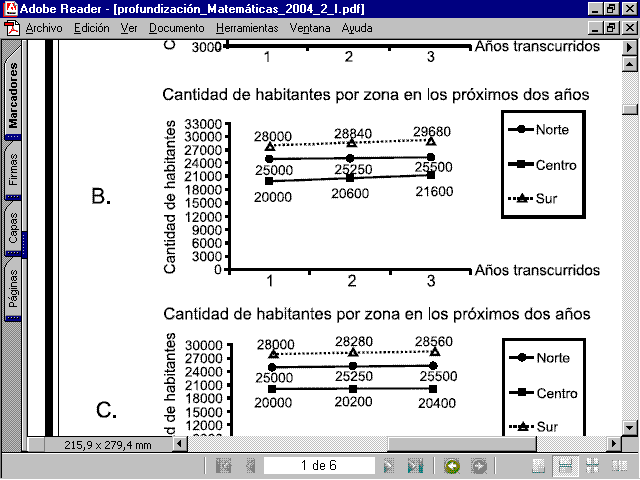 Adobe Reader - [profundización_Matemáticas_2004_2_I.pdf]
Archivo Edición Ver Documento Herramientas Ventana Ayuda
Marcadores
Firmas
Capas
Páginas
3000
1 2 3
Años transcurridos
Cantidad de habitantes por zona en los próximos dos años
B.
Cantidad de habitantes
33000
30000
27000
24000
21000
18000
15000
12000
9000
6000
3000
0
28000 28840 29680
25000 25250 25500
20000 20600 21600
1 2 3
Años transcurridos
Norte
Centro
Sur
Cantidad de habitantes por zona en los próximos dos años
C.
d de habitantes
30000
27000
24000
21000
18000
15000
12000
28000 28280 28560
25000 25250 25500
20000 20200 20400
Norte
Centro
Sur
215,9 x 279,4 mm
1 de 6